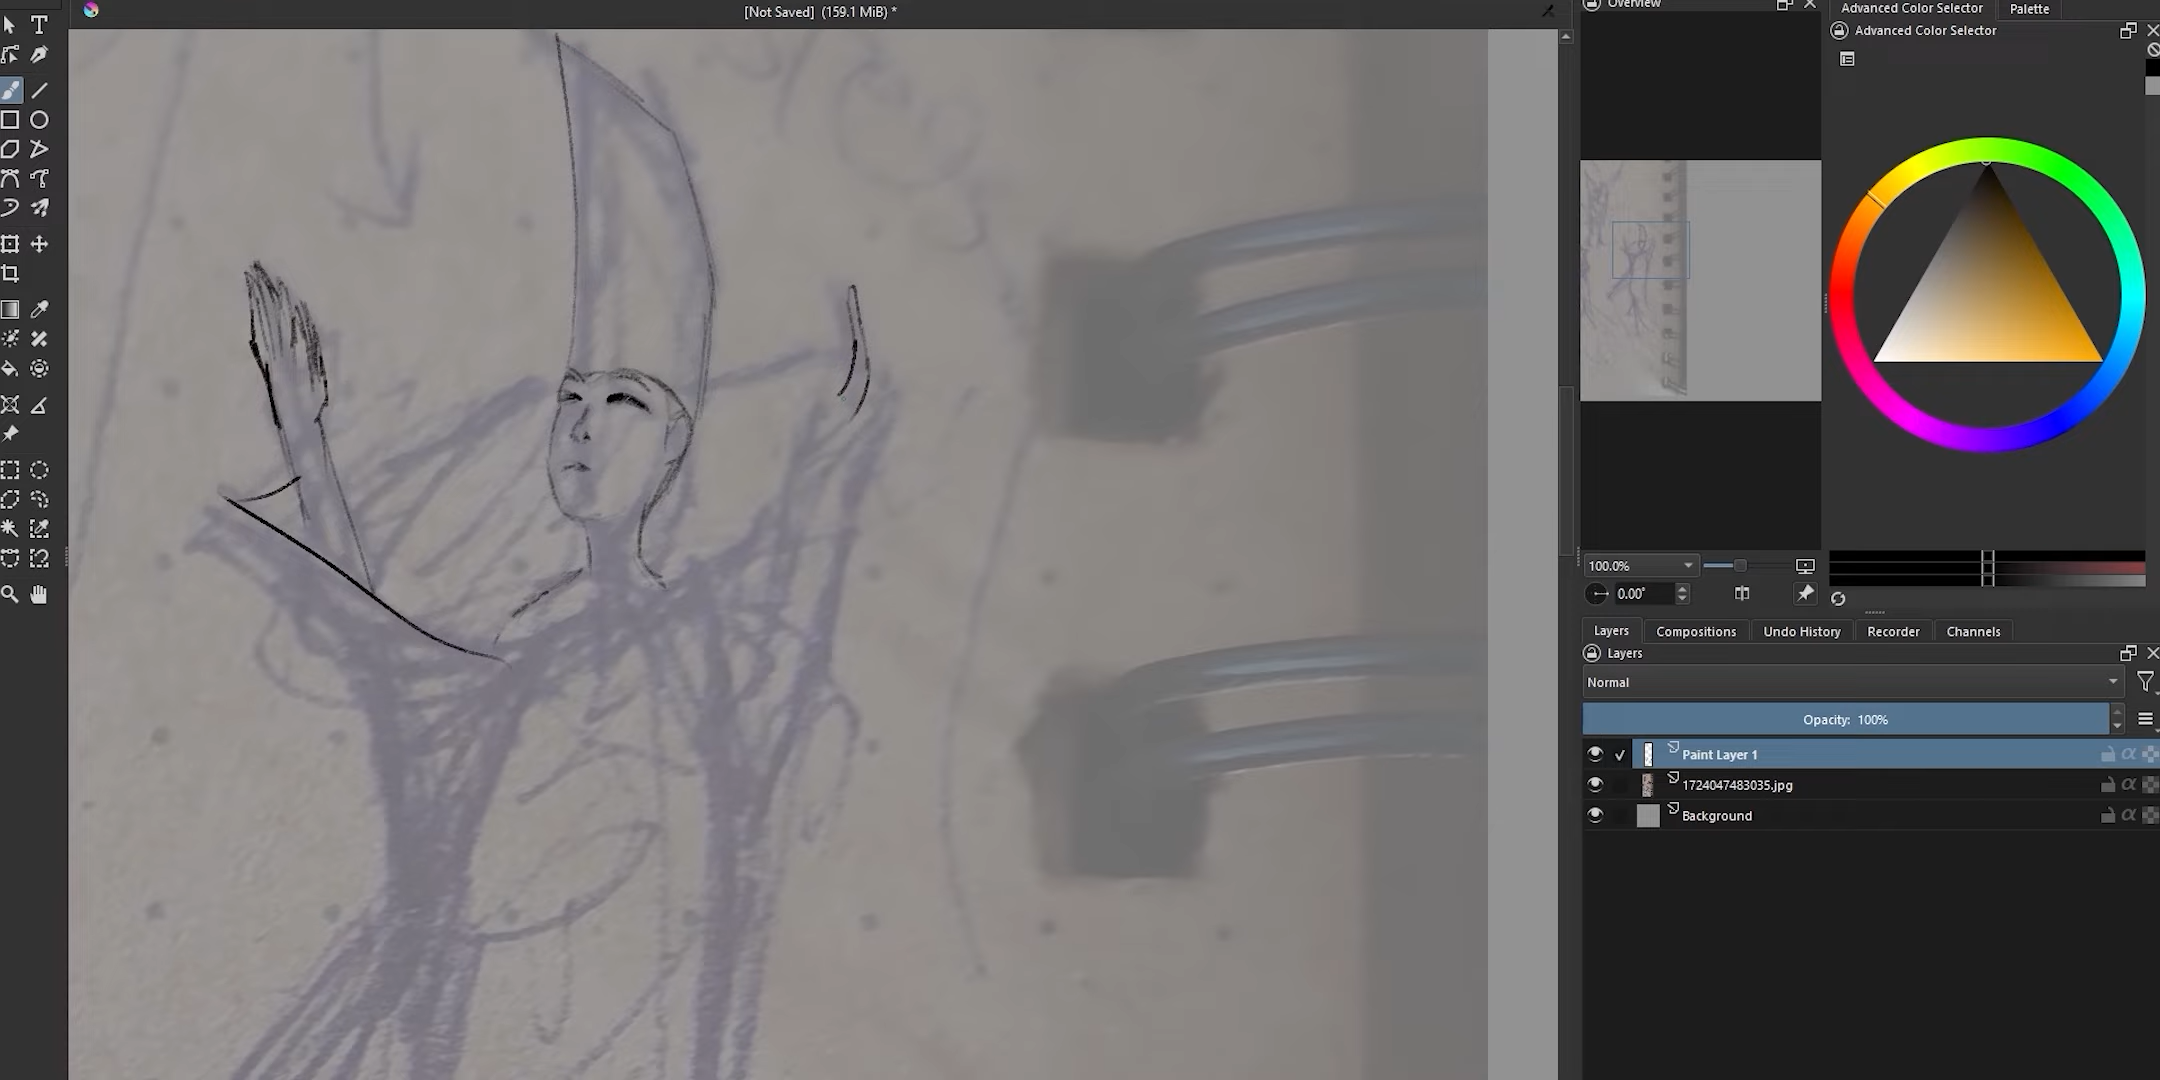 [Not Saved] (159.1 MiB) *
Overview
Advanced Color Selector
Palette
Advanced Color Selector
100.0%
0.00°
Layers
Compositions
Undo History
Recorder
Channels
Layers
Normal
Opacity: 100%
Paint Layer 1
1724047483035.jpg
Background